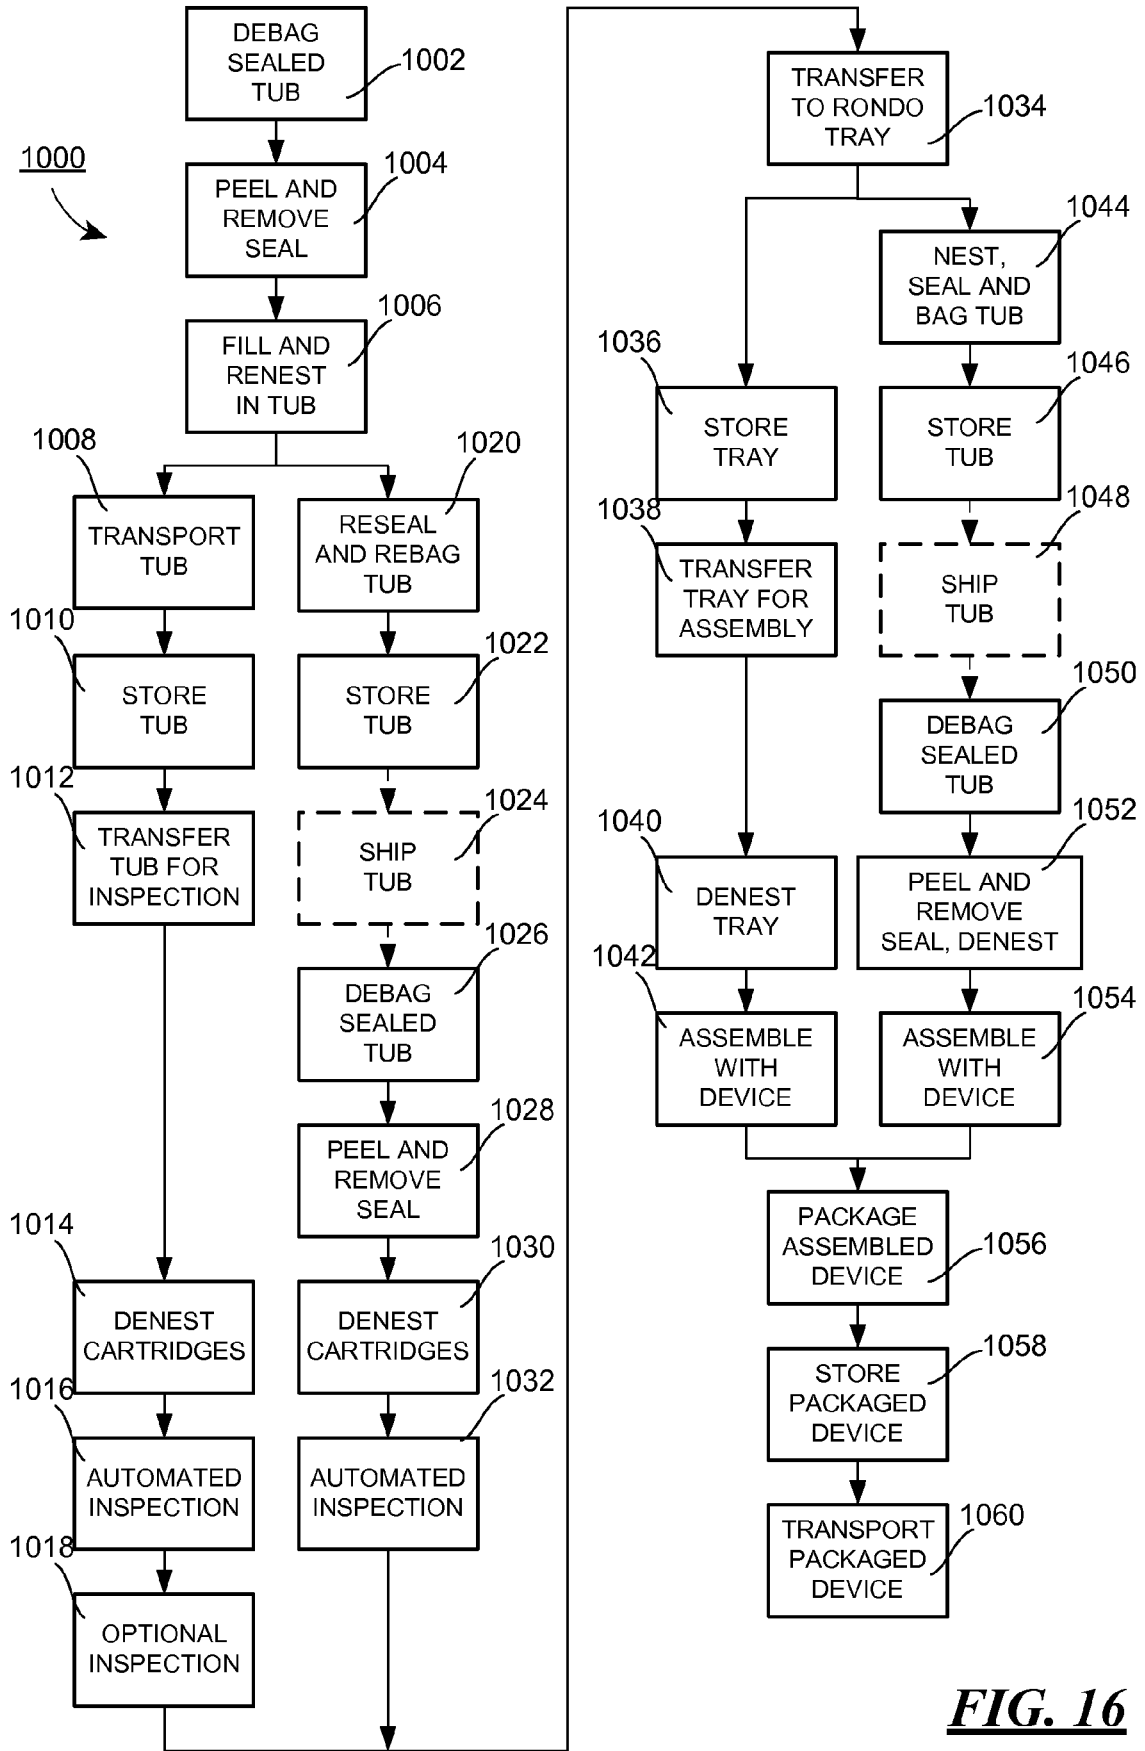 1000
DEBAG
SEALED
TUB
1002
PEEL AND
REMOVE
SEAL
1004
FILL AND
RENEST
IN TUB
1006
TRANSPORT
TUB
1008
STORE
TUB
1010
TRANSFER
TUB FOR
INSPECTION
1012
DENEST
CARTRIDGES
1014
AUTOMATED
INSPECTION
1016
OPTIONAL
INSPECTION
1018
RESEAL
AND REBAG
TUB
1020
STORE
TUB
1022
SHIP
TUB
1024
DEBAG
SEALED
TUB
1026
PEEL AND
REMOVE
SEAL
1028
DENEST
CARTRIDGES
1030
AUTOMATED
INSPECTION
1032
TRANSFER
TO RONDO
TRAY
1034
STORE
TRAY
1036
TRANSFER
TRAY FOR
ASSEMBLY
1038
DENEST
TRAY
1040
ASSEMBLE
WITH
DEVICE
1042
NEST,
SEAL AND
BAG TUB
1044
STORE
TUB
1046
SHIP
TUB
1048
DEBAG
SEALED
TUB
1050
PEEL AND
REMOVE
SEAL, DENEST
1052
ASSEMBLE
WITH
DEVICE
1054
PACKAGE
ASSEMBLED
DEVICE
1056
STORE
PACKAGED
DEVICE
1058
TRANSPORT
PACKAGED
DEVICE
1060
FIG. 16